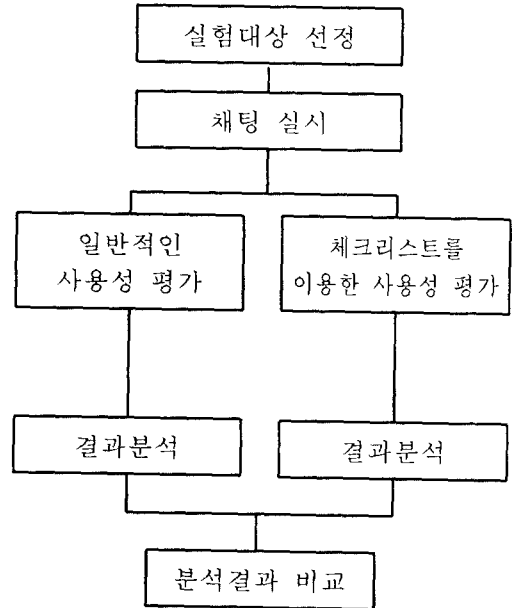 실험대상 선정
채팅 실시
일반적인
사용성 평가
체크리스트를
이용한 사용성 평가
결과분석
결과분석
분석결과 비교